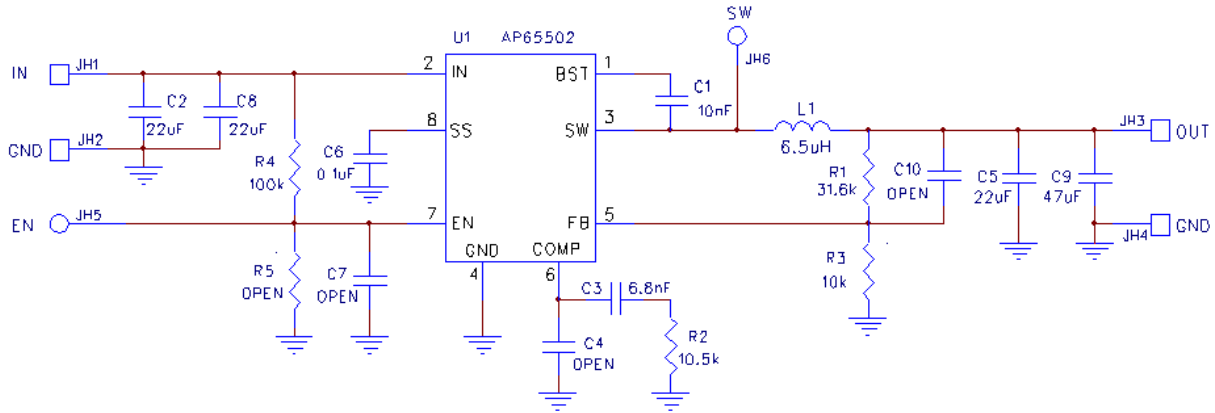 SW
U1 AP65502
JH6
IN JH1 2 IN BST 1
C2 C8 C1
22uF 22uF 10nF
L1
8 SS SW 3
6.5uH
JH3 OUT
GND JH2
C6
0.1uF
R4
100k
R1
31.6k
C10
OPEN
C5
22uF
C9
47uF
EN JH5 7 EN FB 5
JH4 GND
GND COMP
4 6
R5
OPEN
C7
OPEN
R3
10k
C3 6.8nF
C4
OPEN
R2
10.5k